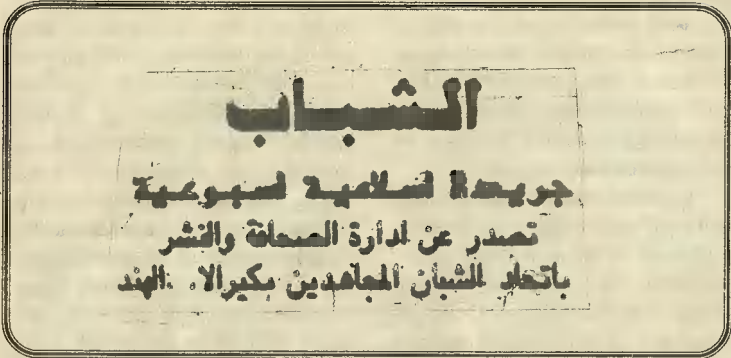 الشباب
جريدة اسلامية اسبوعية
تصدر عن ادارة الصحافة والنشر
باتحاد الشبان المجاهدين بكيرالا. الهند